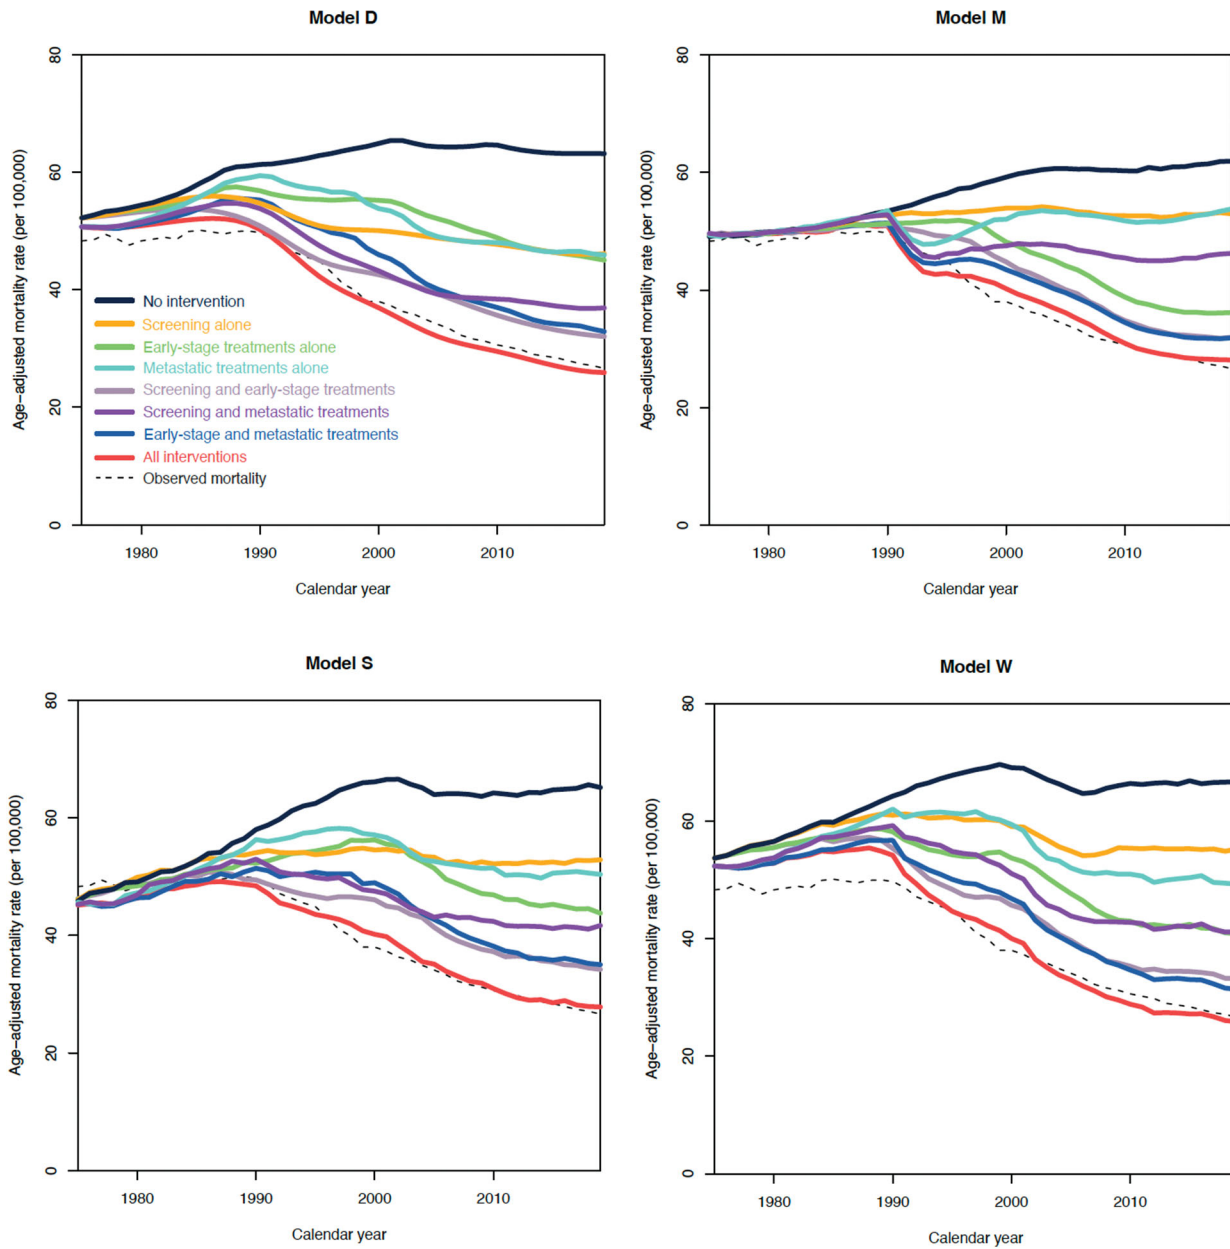 Model D
Age-adjusted mortality rate (per 100,000)
80
60
40
20
0
No intervention
Screening alone
Early-stage treatments alone
Metastatic treatments alone
Screening and early-stage treatments
Screening and metastatic treatments
Early-stage and metastatic treatments
All interventions
Observed mortality
1980 1990 2000 2010
Calendar year
Model M
Age-adjusted mortality rate (per 100,000)
80
60
40
20
0
1980 1990 2000 2010
Calendar year
Model S
Age-adjusted mortality rate (per 100,000)
80
60
40
20
0
1980 1990 2000 2010
Calendar year
Model W
Age-adjusted mortality rate (per 100,000)
80
60
40
20
0
1980 1990 2000 2010
Calendar year